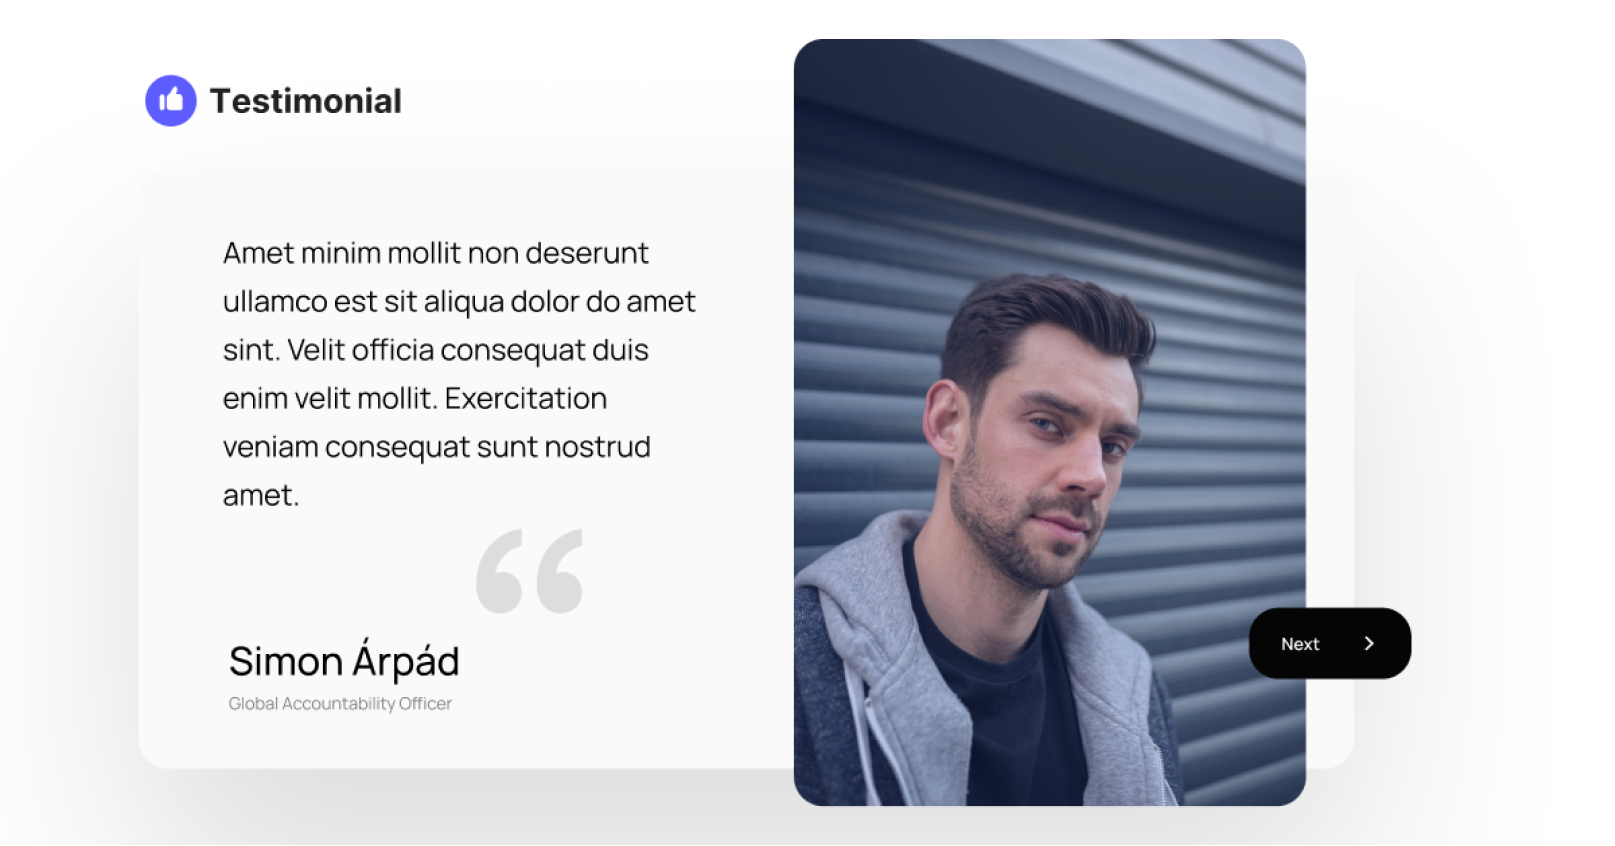 Testimonial
Amet minim mollit non deserunt
ullamco est sit aliqua dolor do amet
sint. Velit officia consequat duis
enim velit mollit. Exercitation
veniam consequat sunt nostrud
amet.
“
Simon Árpád
Global Accountability Officer
Next